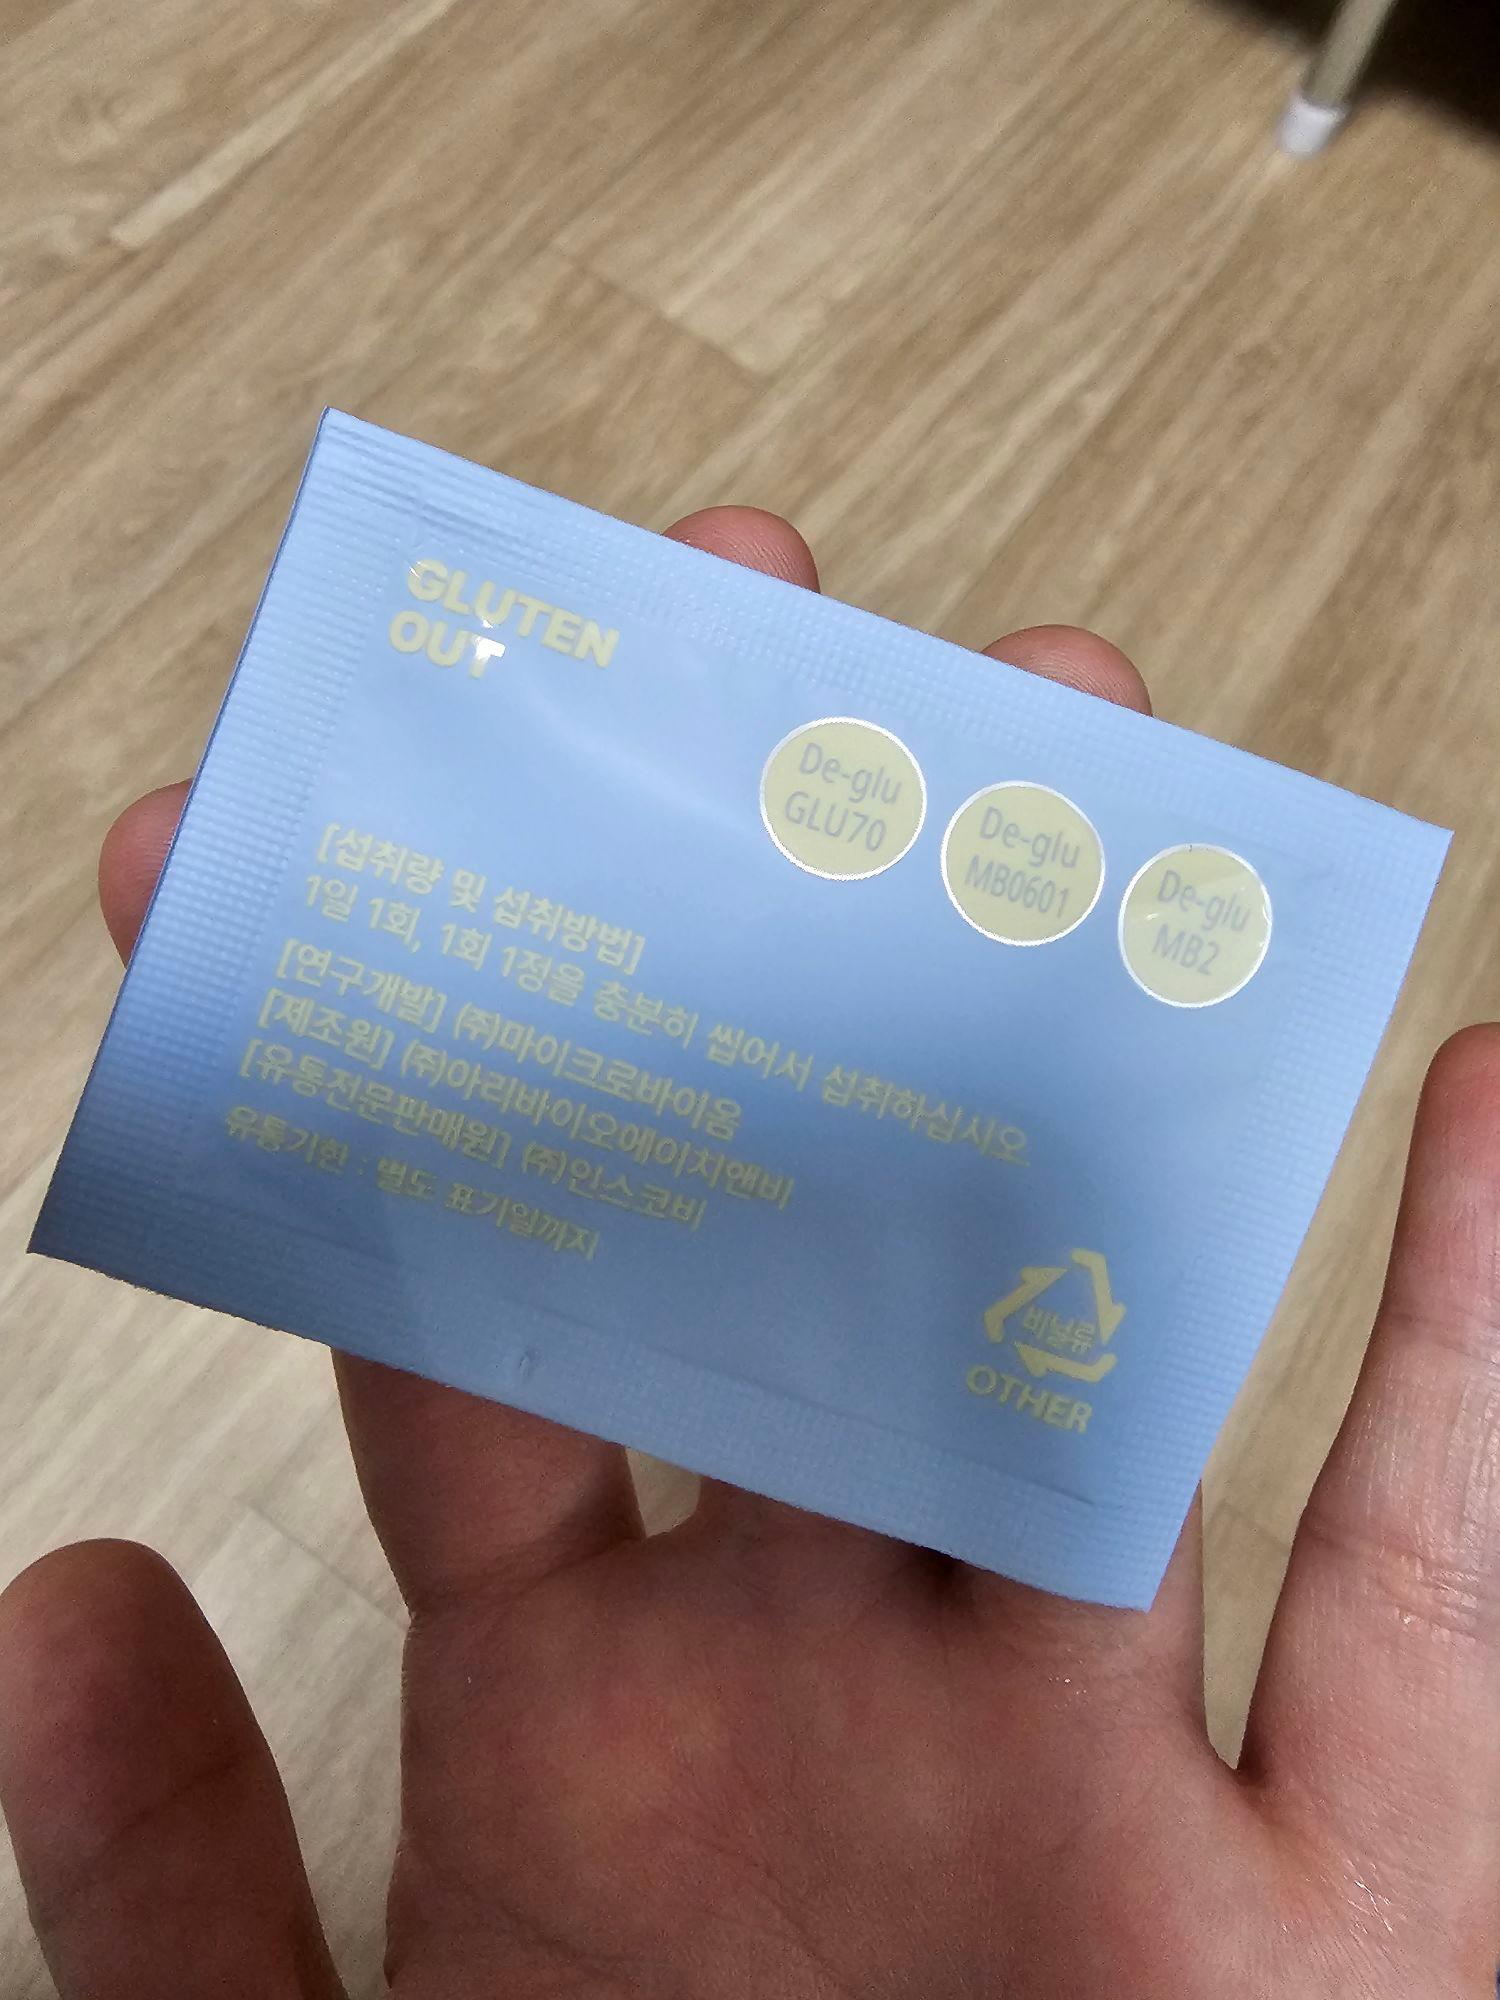 GLUTEN
OUT
De-glu
GLU70
De-glu
MB0601
De-glu
MB2
[섭취량 및 섭취방법]
1일 1회, 1회 1정을 충분히 씹어서 섭취하십시오.
[연구개발] ㈜마이크로바이옴
[제조원] ㈜아리바이오에이치앤비
[유통전문판매원] ㈜인스코비
유통기한 : 별도 표기일까지
비닐류
OTHER